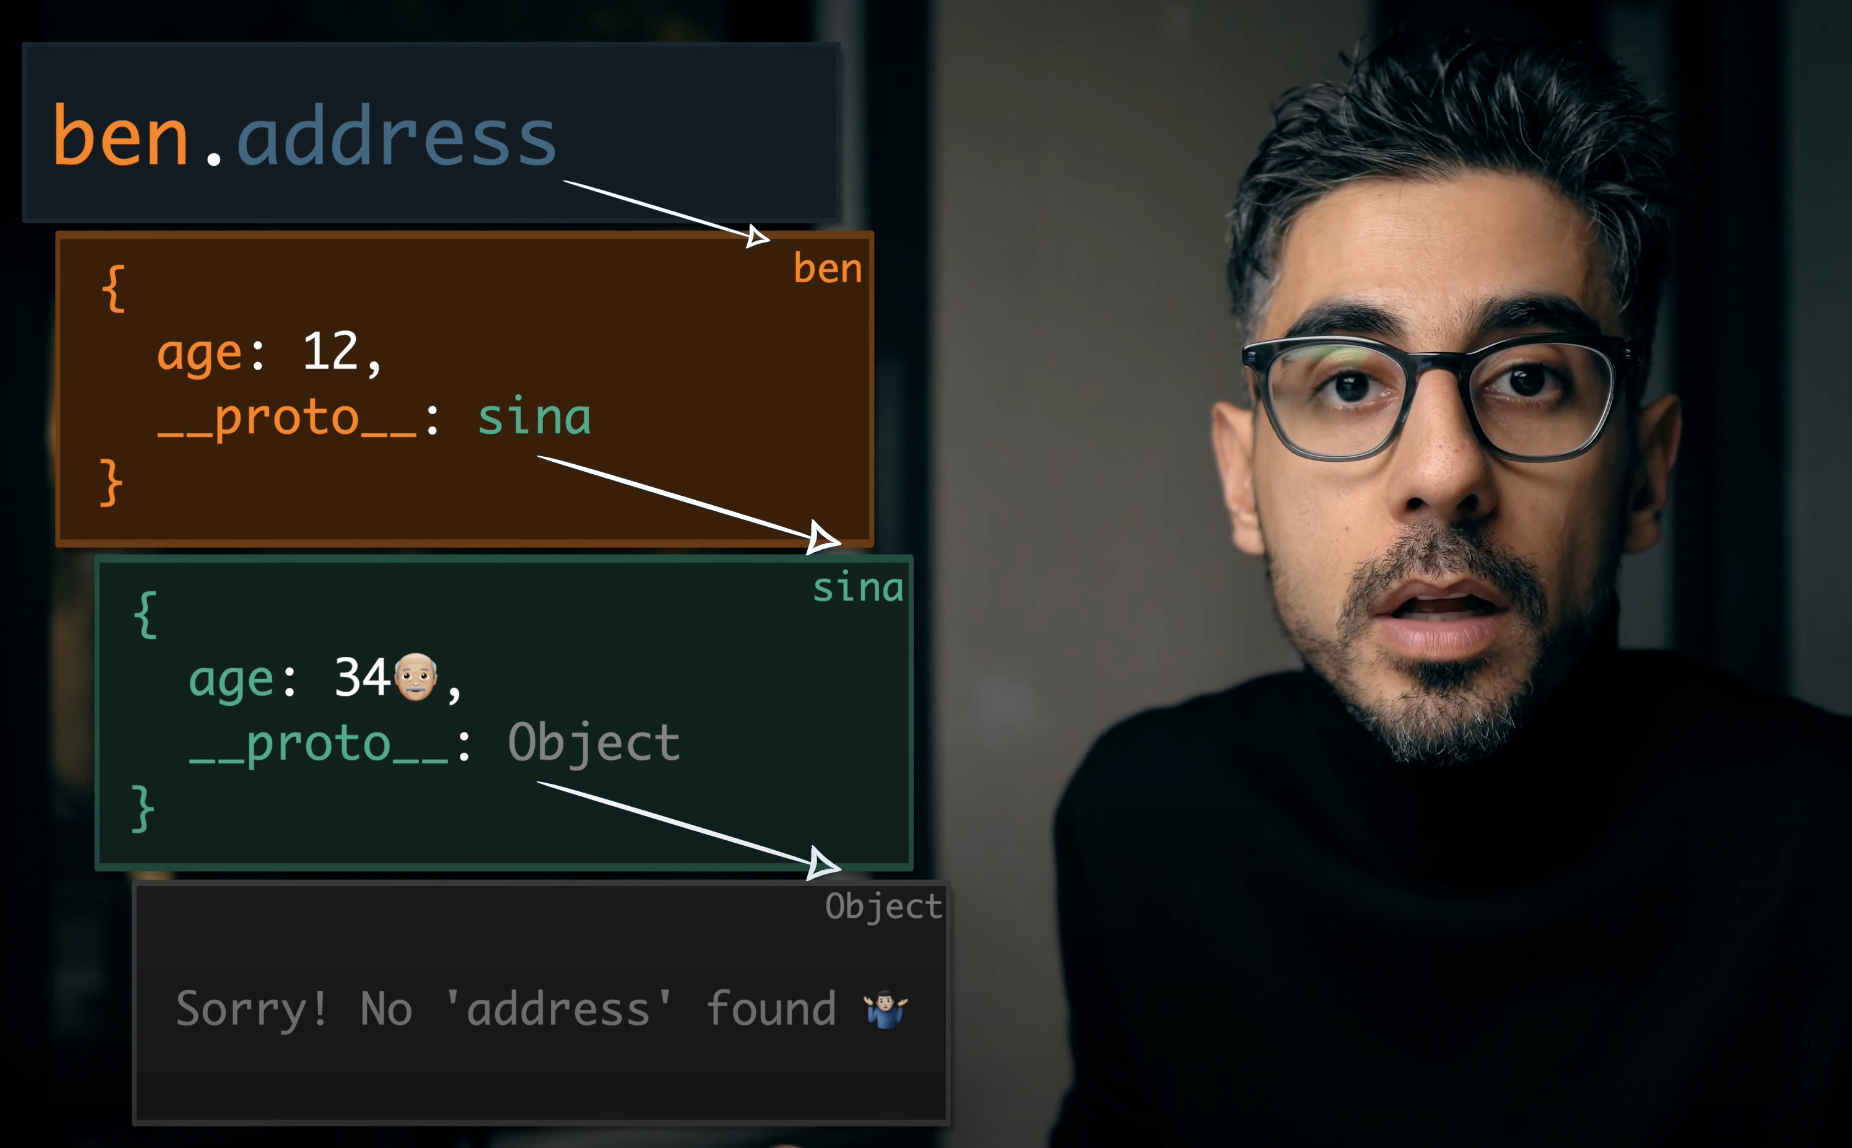 ben.address
ben
{
age: 12,
__proto__: sina
}
sina
{
age: 34👴🏼,
__proto__: Object
}
Object
Sorry! No 'address' found 🤷🏻‍♂️